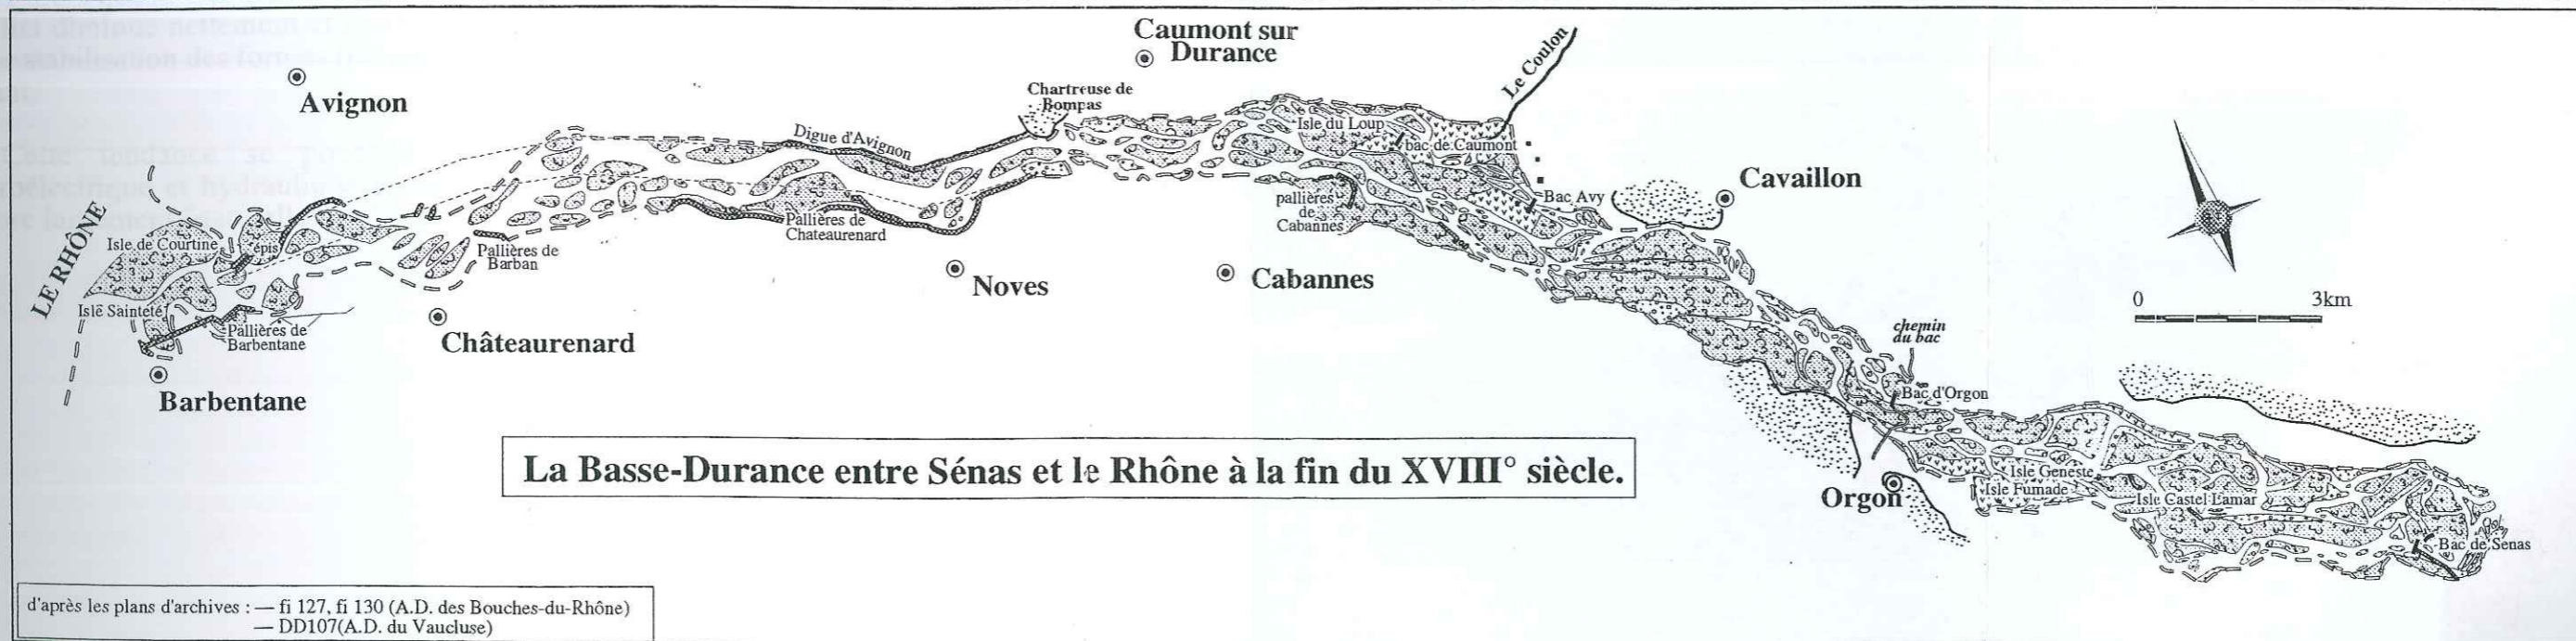 Caumont sur
Durance
Le Coulon
Avignon
Chartreuse de
Bompas
Digue d'Avignon
Isle du Loup
bac de Caumont
Cavaillon
Bac Avy
pallières
de
Cabannes
Pallières de
Chateaurenard
LE RHÔNE
Isle de Courtine
épis
Pallières de
Barban
Noves
Cabannes
Isle Sainteté
Pallières de
Barbentane
Châteaurenard
Barbentane
0 3km
chemin
du bac
Bac d'Orgon
La Basse-Durance entre Sénas et le Rhône à la fin du XVIII° siècle.
Orgon
Isle Geneste
Isle Fumade
Isle Castel Lamar
Bac de Senas
d'après les plans d'archives : — fi 127, fi 130 (A.D. des Bouches-du-Rhône)
— DD107(A.D. du Vaucluse)